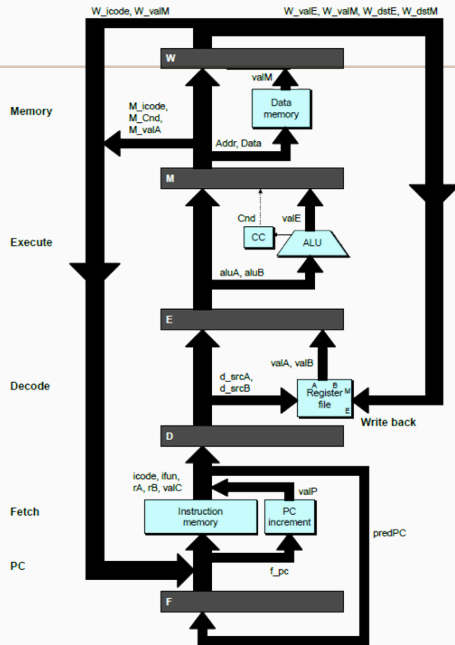 W_icode, W_valM
W_valE, W_valM, W_dstE, W_dstM
W
valM
Memory
M_icode,
M_Cnd,
M_valA
Data
memory
Addr, Data
M
Cnd
valE
Execute
CC
ALU
aluA, aluB
E
valA, valB
d_srcA,
d_srcB
Decode
A B
M
Register
file
E
Write back
D
icode, ifun,
rA, rB, valC
valP
Fetch
Instruction
memory
PC
increment
predPC
PC
f_pc
F